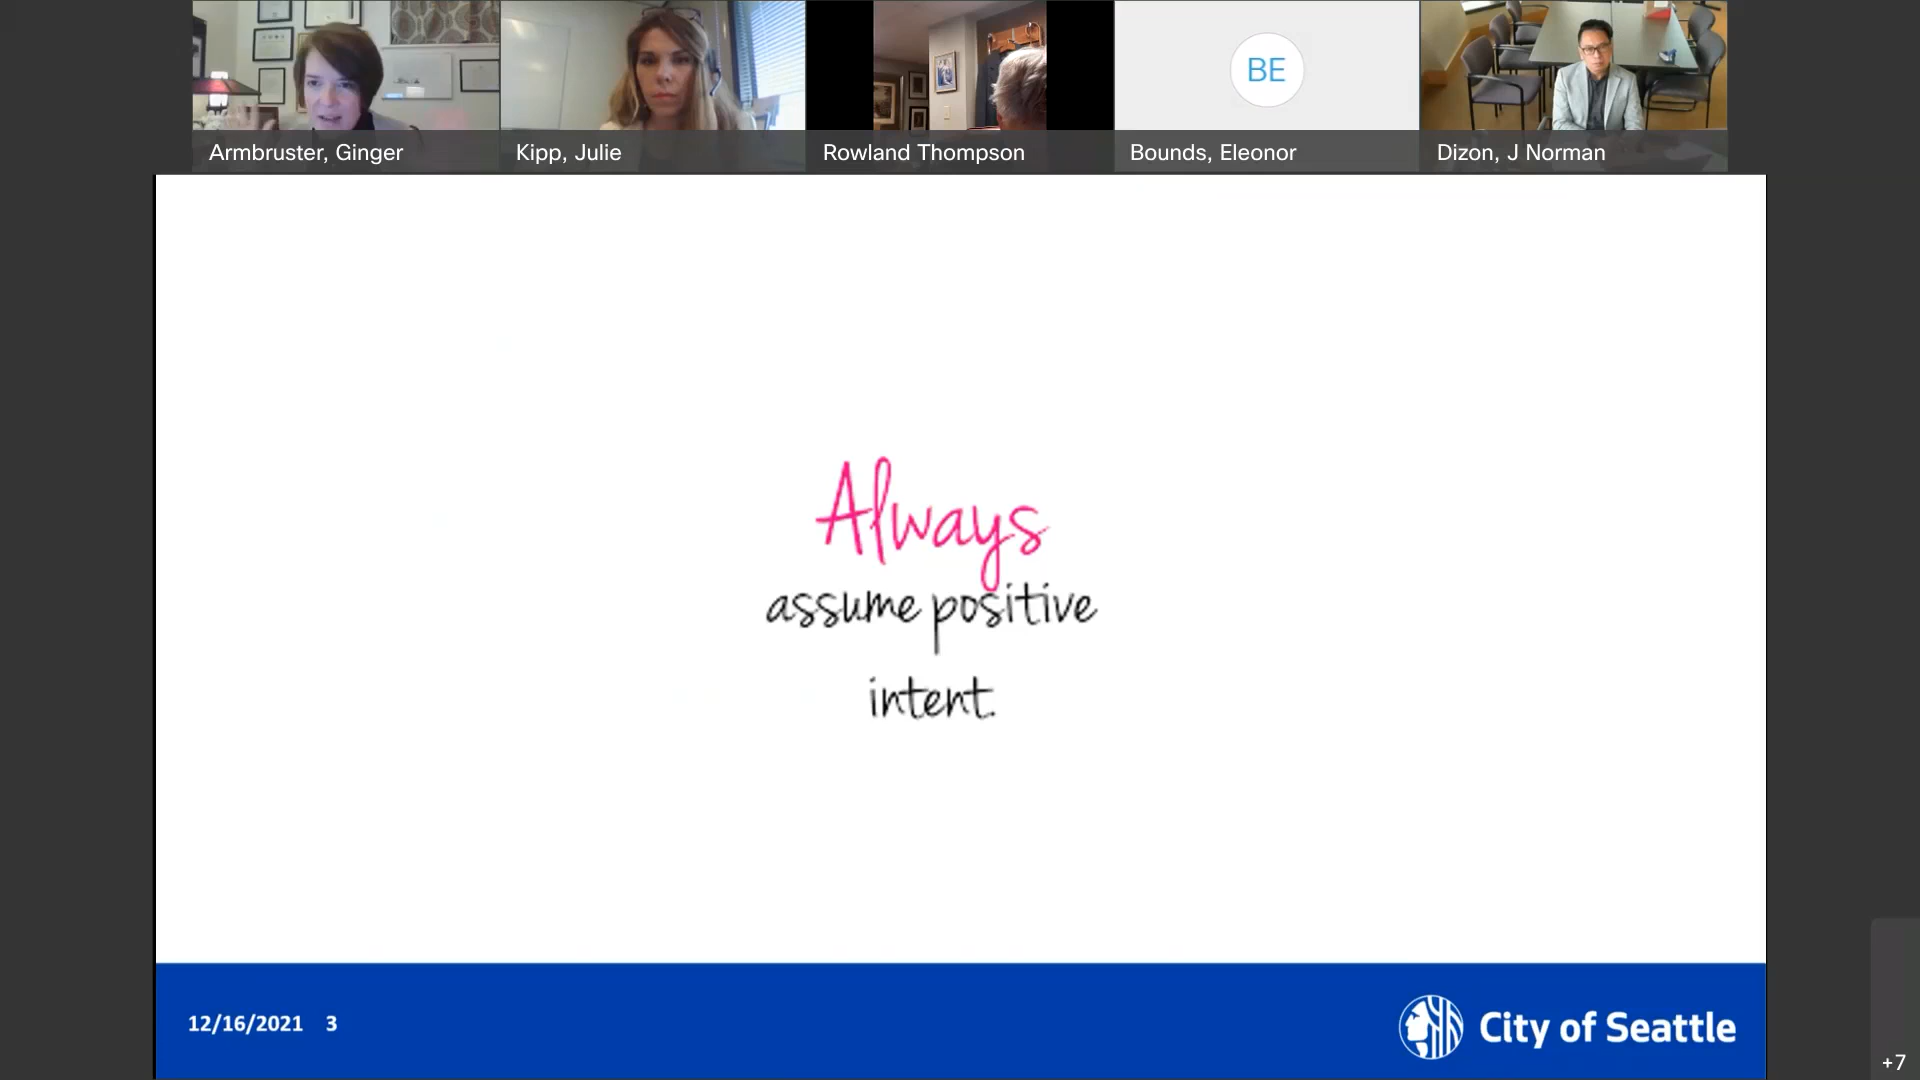 Armbruster, Ginger
Kipp, Julie
Rowland Thompson
BE
Bounds, Eleonor
Dizon, J Norman
Always
assume positive
intent.
12/16/2021 3
City of Seattle
+7